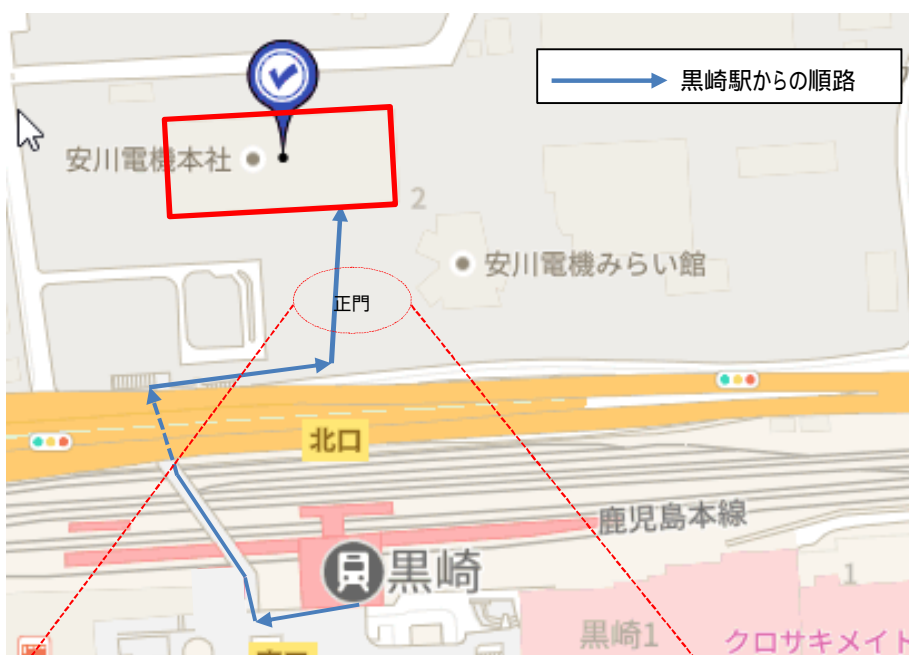 黒崎駅からの順路
安川電機本社
2
安川電機みらい館
正門
北口
鹿児島本線
黒崎
1
黒崎1
クロサキメイト